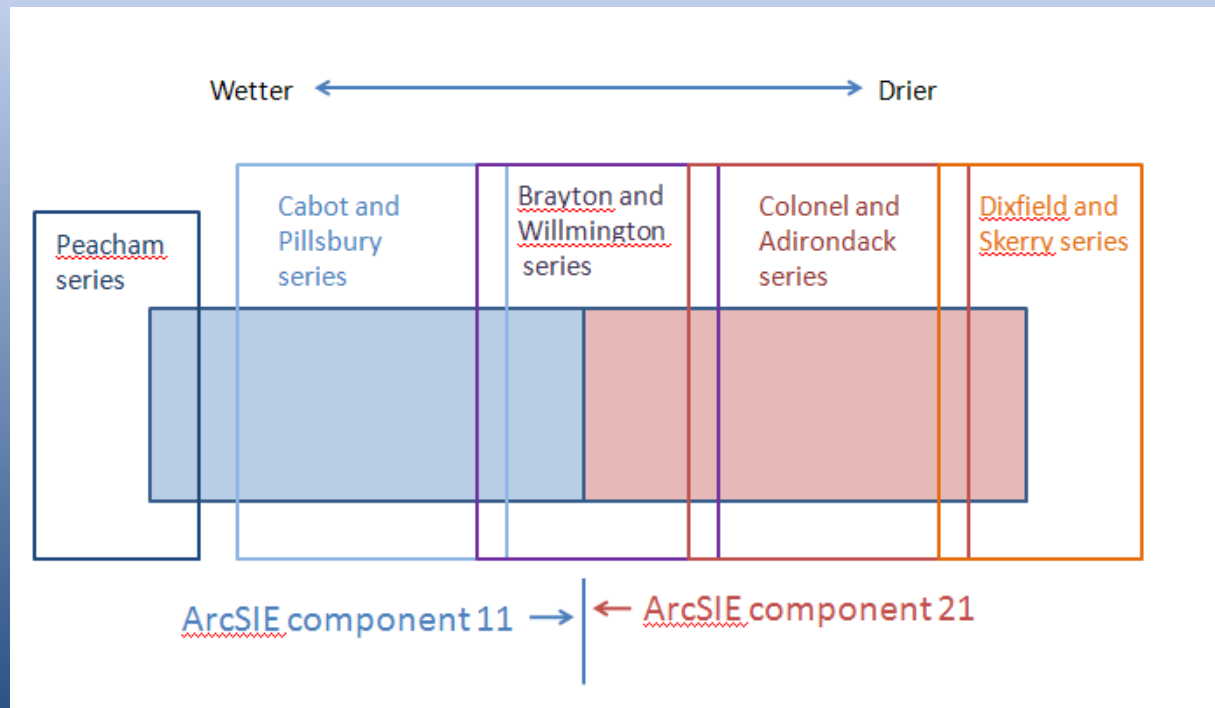 Wetter
Drier
Peacham
series
Cabot and
Pillsbury
series
Brayton and
Willmington
series
Colonel and
Adirondack
series
Dixfield and
Skerry series
ArcSIE component 11
ArcSIE component 21